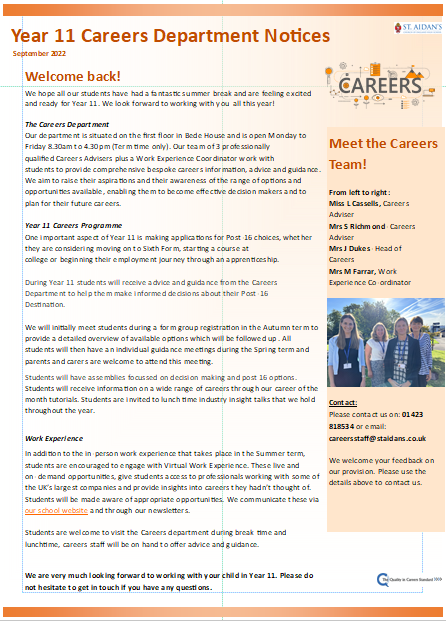 Year 11 Careers Department Notices
ST. AIDAN'S
September 2022
Welcome back!
CAREERS
We hope all our students have had a fantastic summer break and are feeling excited
and ready for Year 11. We look forward to working with you all this year!
The Careers Department
Our department is situated on the first floor in Bede House and is open Monday to
Friday 8.30am to 4.30pm (Term time only). Our team of 3 professionally
qualified Careers Advisers plus a Work Experience Coordinator work with
students to provide comprehensive bespoke careers information, advice and guidance.
We aim to raise their aspirations and their awareness of the range of options and
opportunities available, enabling them to become effective decision makers and to
plan for their future careers.
Year 11 Careers Programme
One important aspect of Year 11 is making applications for Post -16 choices, whether
they are considering moving on to Sixth Form, starting a course at
college or beginning their employment journey through an apprenticeship.
During Year 11 students will receive advice and guidance from the Careers
Department to help them make informed decisions about their Post -16
Destination.
We will initially meet students during a form group registration in the Autumn term to
provide a detailed overview of available options which will be followed up . All
students will then have an individual guidance meetings during the Spring term and
parents and carers are welcome to attend this meeting.
Students will have assemblies focussed on decision making and post 16 options.
Students will receive information on a wide range of careers through our career of the
month tutorials. Students are invited to lunch time industry insight talks that we hold
throughout the year.
Work Experience
In addition to the in -person work experience that takes place in the Summer term,
students are encouraged to engage with Virtual Work Experience. These live and
on -demand opportunities, give students access to professionals working with some of
the UK's largest companies and provide insights into careers they hadn't thought of.
Students will be made aware of appropriate opportunities. We communicate these via
our school website and through our newsletters.
Students are welcome to visit the Careers department during break time and
lunchtime, careers staff will be on hand to offer advice and guidance.
We are very much looking forward to working with your child in Year 11. Please do
not hesitate to get in touch if you have any questions.
Meet the Careers
Team!
From left to right :
Miss L Cassells, Careers
Adviser
Mrs S Richmond - Careers
Adviser
Mrs J Dukes - Head of
Careers
Mrs M Farrar, Work
Experience Co -ordinator
Contact:
Please contact us on: 01423
818534 or e mail:
careersstaff@staidans.co.uk
We welcome your feedback on
our provision. Please use the
details above to contact us.
The Quality in Careers Standard